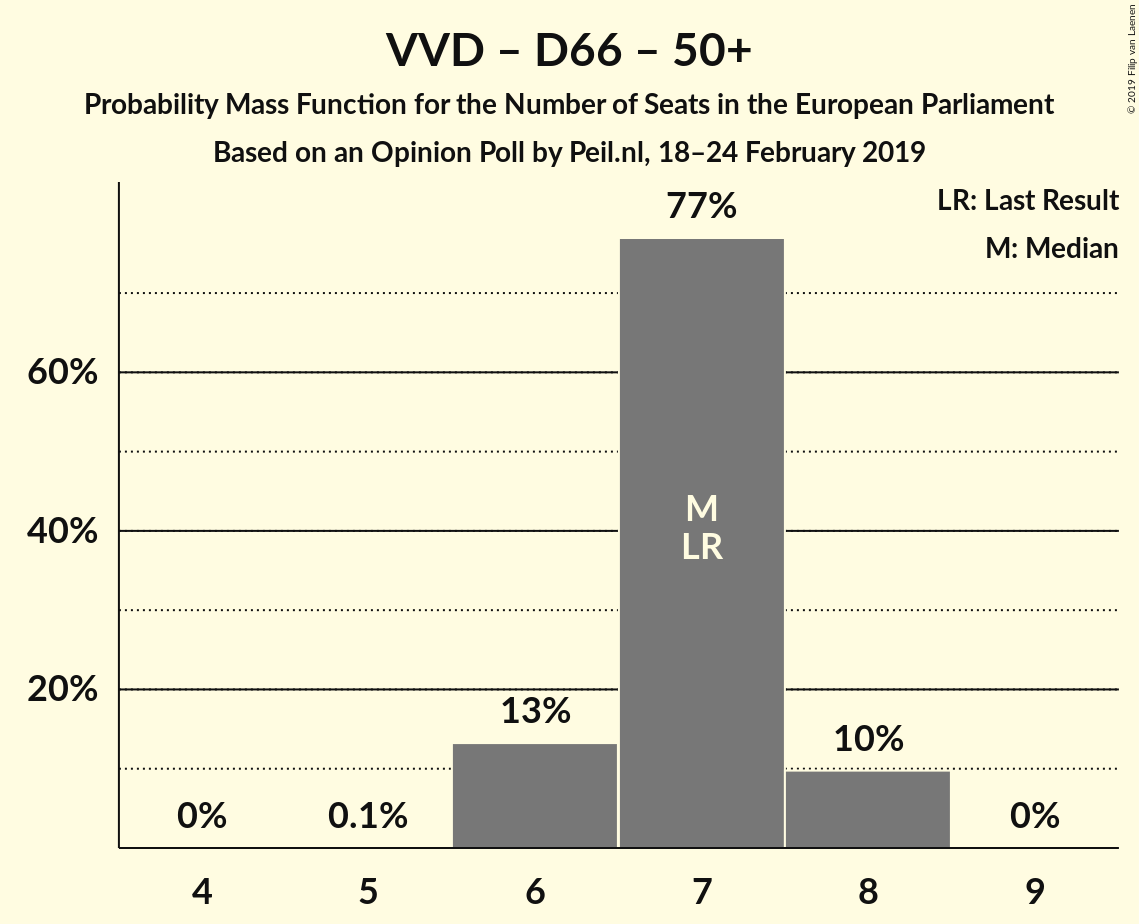 VVD – D66 – 50+
Probability Mass Function for the Number of Seats in the European Parliament
Based on an Opinion Poll by Peil.nl, 18–24 February 2019
© 2019 Filip van Laenen
LR: Last Result
M: Median
77%
60%
40%
20%
M
LR
13%
10%
0%
0.1%
0%
4
5
6
7
8
9